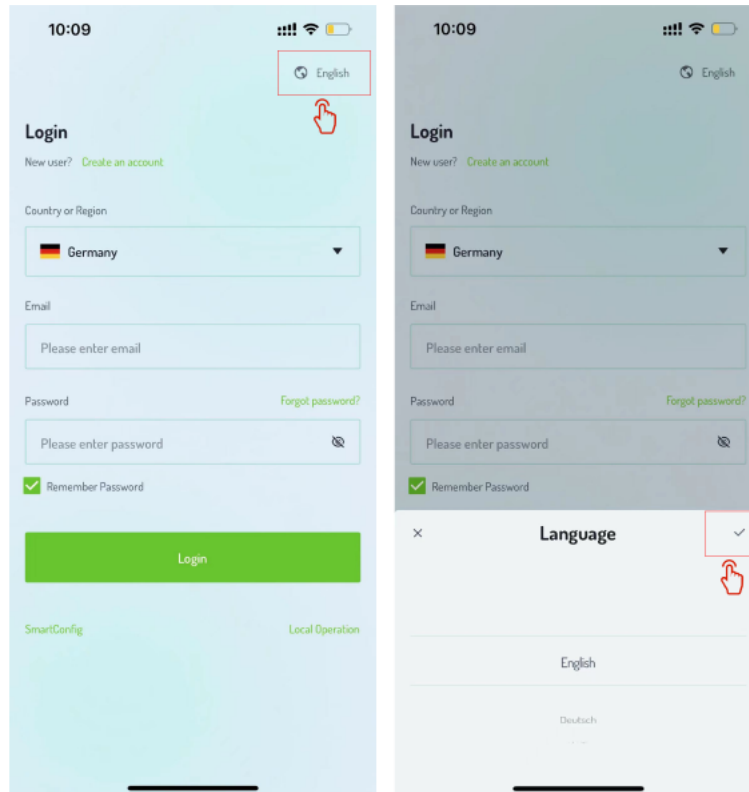 10:09
English
Login
New user? Create an account
Country or Region
Germany
Email
Please enter email
Password Forgot password?
Please enter password
Remember Password
Login
SmartConfig Local Operation
10:09
English
Login
New user? Create an account
Country or Region
Germany
Email
Please enter email
Password Forgot password?
Please enter password
Remember Password
Language
English
Deutsch